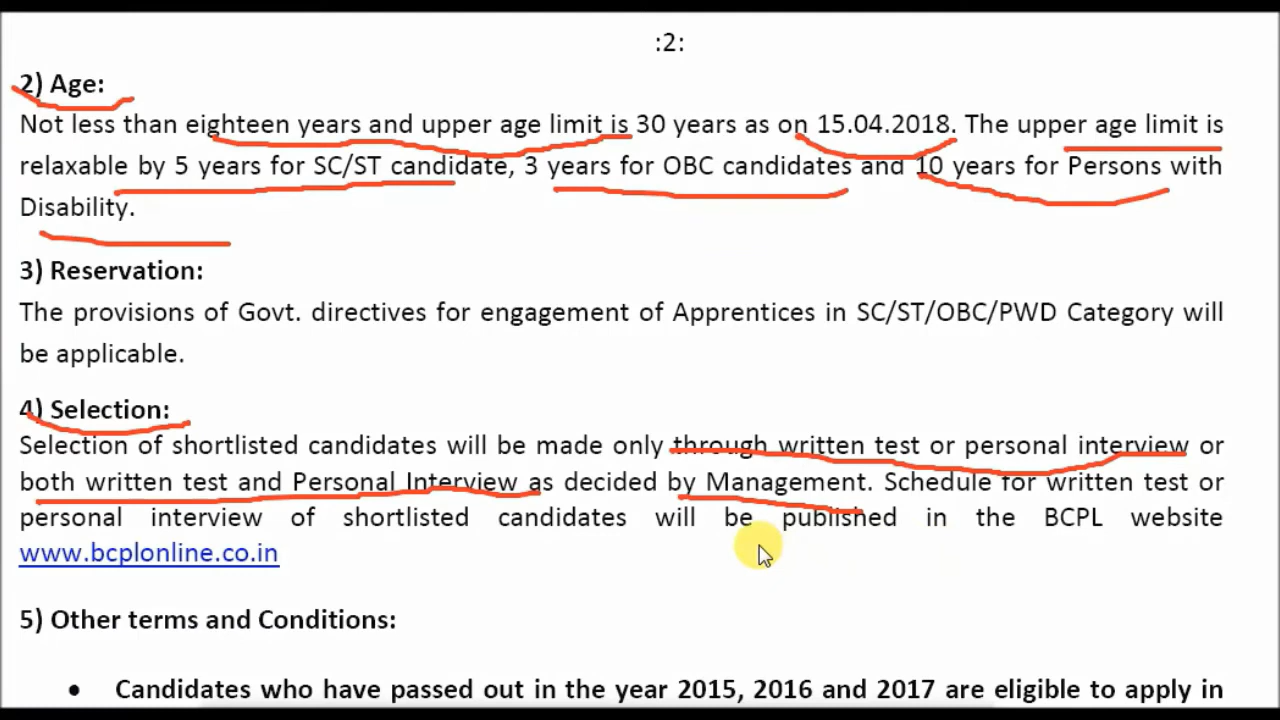 :2:
2) Age:
Not less than eighteen years and upper age limit is 30 years as on 15.04.2018. The upper age limit is
relaxable by 5 years for SC/ST candidate, 3 years for OBC candidates and 10 years for Persons with
Disability.
3) Reservation:
The provisions of Govt. directives for engagement of Apprentices in SC/ST/OBC/PWD Category will
be applicable.
4) Selection:
Selection of shortlisted candidates will be made only through written test or personal interview or
both written test and Personal Interview as decided by Management. Schedule for written test or
personal interview of shortlisted candidates will be published in the BCPL website
www.bcplonline.co.in
5) Other terms and Conditions:
• Candidates who have passed out in the year 2015, 2016 and 2017 are eligible to apply in